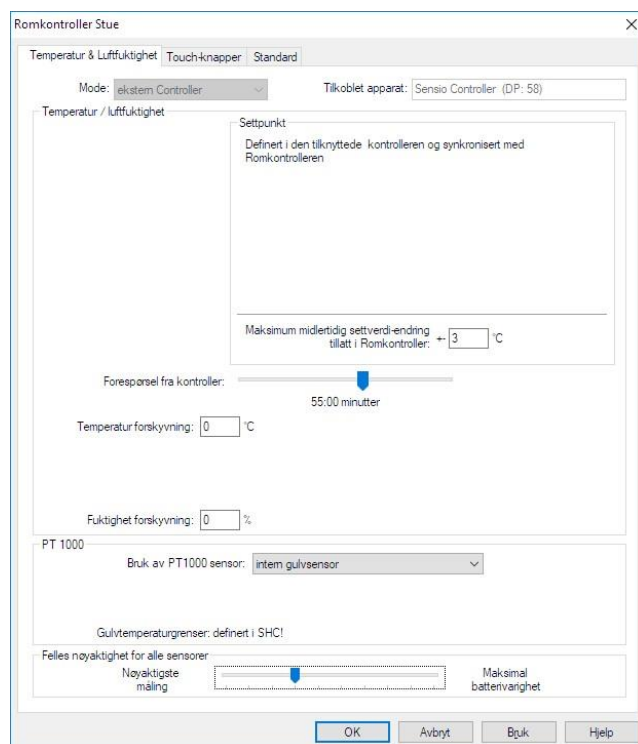 Romkontroller Stue
Temperatur & Luftfuktighet Touch-knapper Standard
Mode: ekstern Controller Tilkoblet apparat: Sensio Controller (DP: 58)
Temperatur / luftfuktighet
Settpunkt
Definert i den tilknyttede kontrolleren og synkronisert med
Romkontrolleren
Maksimum midlertidig settverdi-endring
tillatt i Romkontroller: +- 3 °C
Forespørsel fra kontroller:
55:00 minutter
Temperatur forskyvning: 0 °C
Fuktighet forskyvning: 0 %
PT 1000
Bruk av PT1000 sensor: intern gulvsensor
Gulvtemperaturgrenser: definert i SHC!
Felles nøyaktighet for alle sensorer
Nøyaktigste
måling
Maksimal
batterivarighet
OK Avbryt Bruk Hjelp